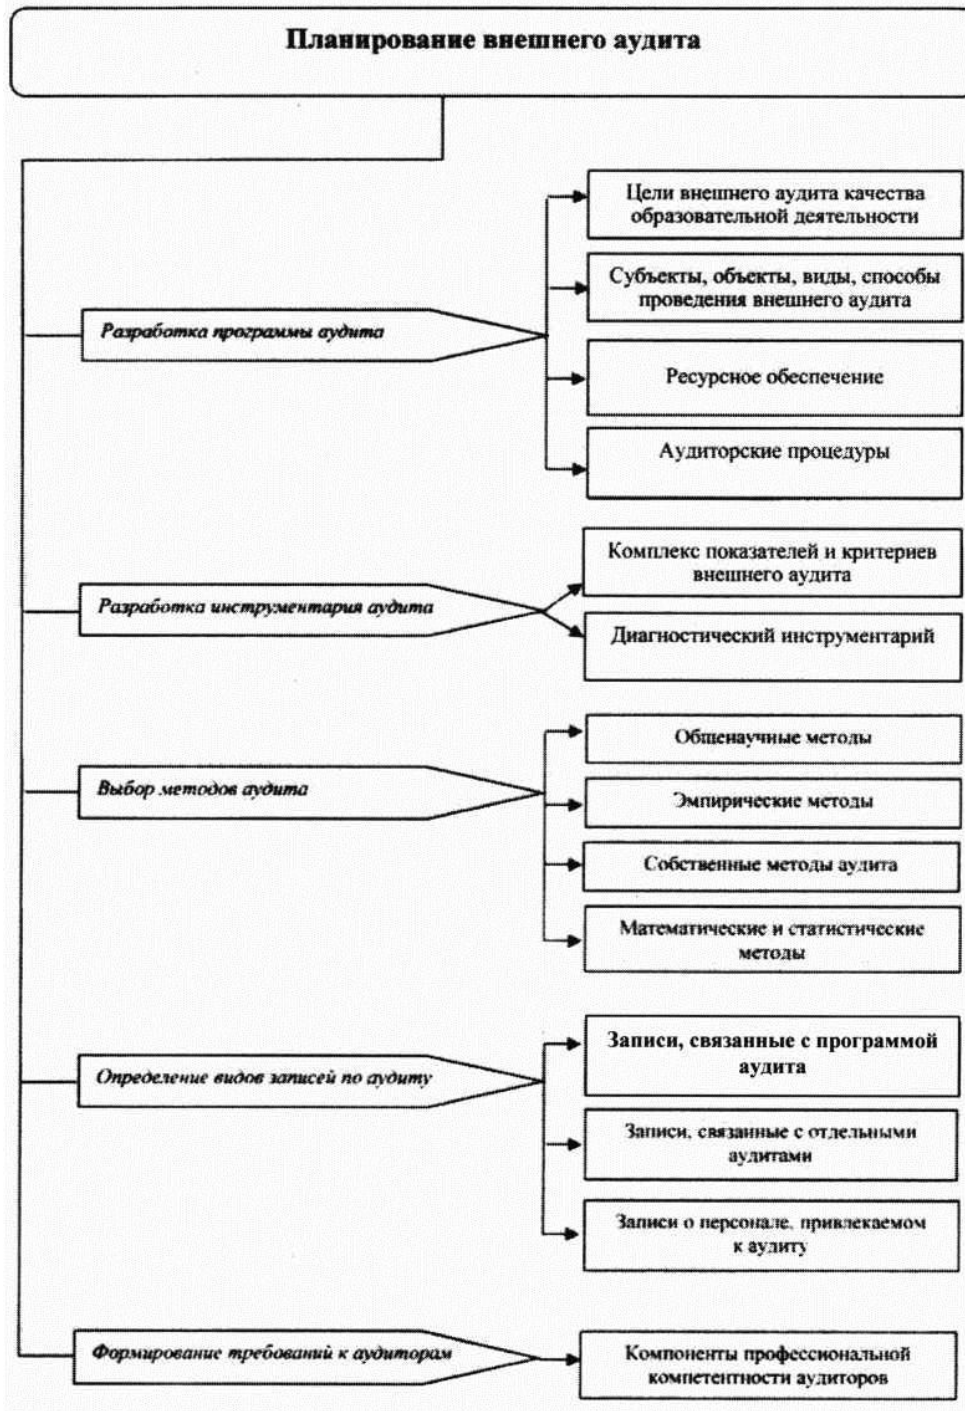 Планирование внешнего аудита
Разработка программы аудита
Цели внешнего аудита качества
образовательной деятельности
Субъекты, объекты, виды, способы
проведения внешнего аудита
Ресурсное обеспечение
Аудиторские процедуры
Разработка инструментария аудита
Комплекс показателей и критериев
внешнего аудита
Диагностический инструментарий
Выбор методов аудита
Общенаучные методы
Эмпирические методы
Собственные методы аудита
Математические и статистические
методы
Определение видов записей по аудиту
Записи, связанные с программой
аудита
Записи, связанные с отдельными
аудитами
Записи о персонале, привлекаемом
к аудиту
Формирование требований к аудиторам
Компоненты профессиональной
компетентности аудиторов